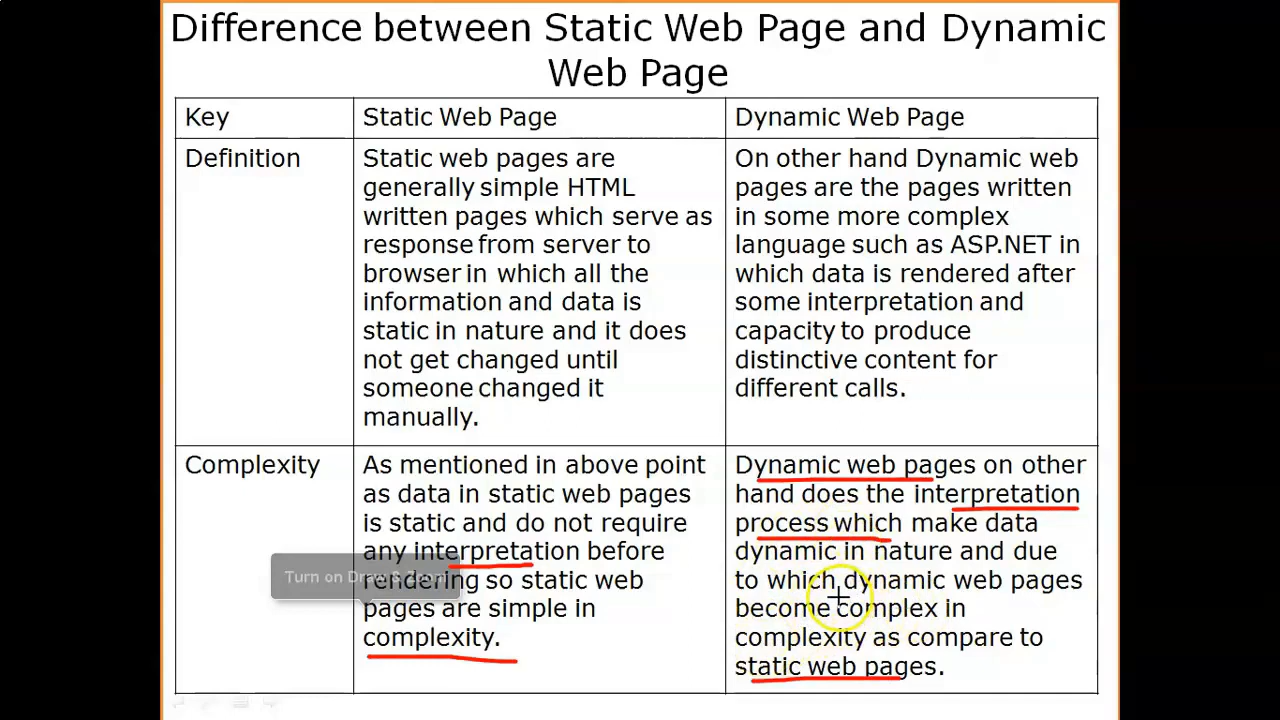 Difference between Static Web Page and Dynamic
Web Page
Key
Static Web Page
Dynamic Web Page
Definition
Static web pages are
generally simple HTML
written pages which serve as
response from server to
browser in which all the
information and data is
static in nature and it does
not get changed until
someone changed it
manually.
On other hand Dynamic web
pages are the pages written
in some more complex
language such as ASP.NET in
which data is rendered after
some interpretation and
capacity to produce
distinctive content for
different calls.
Complexity
As mentioned in above point
as data in static web pages
is static and do not require
any interpretation before
rendering so static web
pages are simple in
complexity.
Turn on Draw & Zoom
Dynamic web pages on other
hand does the interpretation
process which make data
dynamic in nature and due
to which dynamic web pages
become complex in
complexity as compare to
static web pages.